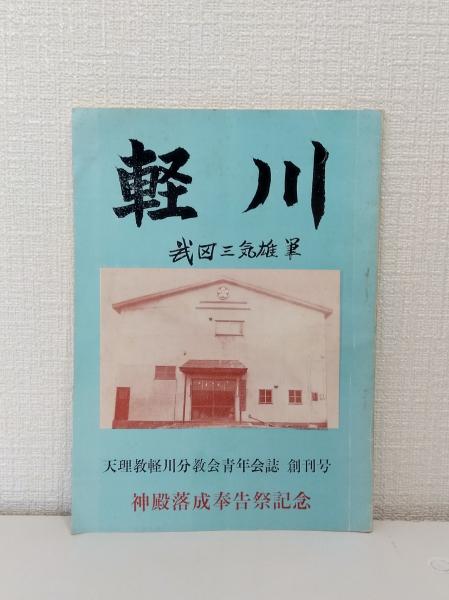 軽川
武田三気雄筆
天理教軽川分教会青年会誌 創刊号
神殿落成奉告祭記念